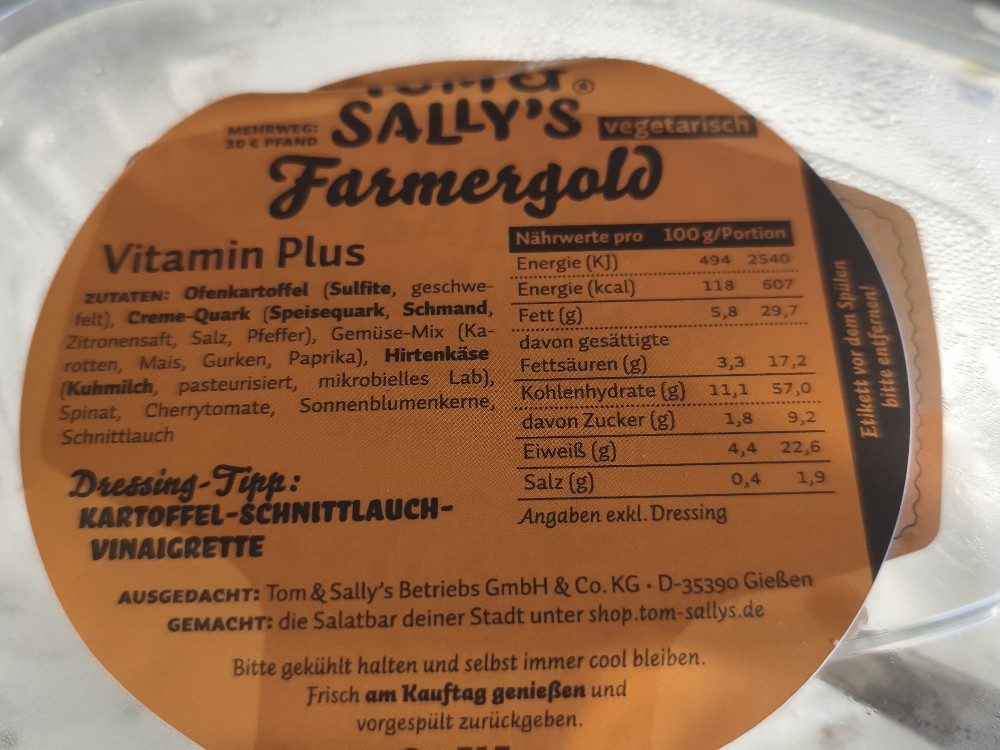 TOM &
SALLY'S®
vegetarisch
MEHRWEG:
10 € PFAND
Farmergold
Vitamin Plus
ZUTATEN: Ofenkartoffel (Sulfite, geschwe-
felt), Creme-Quark (Speisequark, Schmand,
Zitronensaft, Salz, Pfeffer), Gemüse-Mix (Ka-
rotten, Mais, Gurken, Paprika), Hirtenkäse
(Kuhmilch, pasteurisiert, mikrobielles Lab),
Spinat, Cherrytomate, Sonnenblumenkerne,
Schnittlauch
Dressing-Tipp:
KARTOFFEL-SCHNITTLAUCH-
VINAIGRETTE
Nährwerte pro 100 g/Portion
Energie (KJ) 494 2540
Energie (kcal) 118 607
Fett (g) 5,8 29,7
davon gesättigte
Fettsäuren (g) 3,3 17,2
Kohlenhydrate (g) 11,1 57,0
davon Zucker (g) 1,8 9,2
Eiweiß (g) 4,4 22,6
Salz (g) 0,4 1,9
Angaben exkl. Dressing
Etikett vor dem Spülen
bitte entfernen!
AUSGEDACHT: Tom & Sally's Betriebs GmbH & Co. KG · D-35390 Gießen
GEMACHT: die Salatbar deiner Stadt unter shop.tom-sallys.de
Bitte gekühlt halten und selbst immer cool bleiben.
Frisch am Kauftag genießen und
vorgespült zurückgeben.